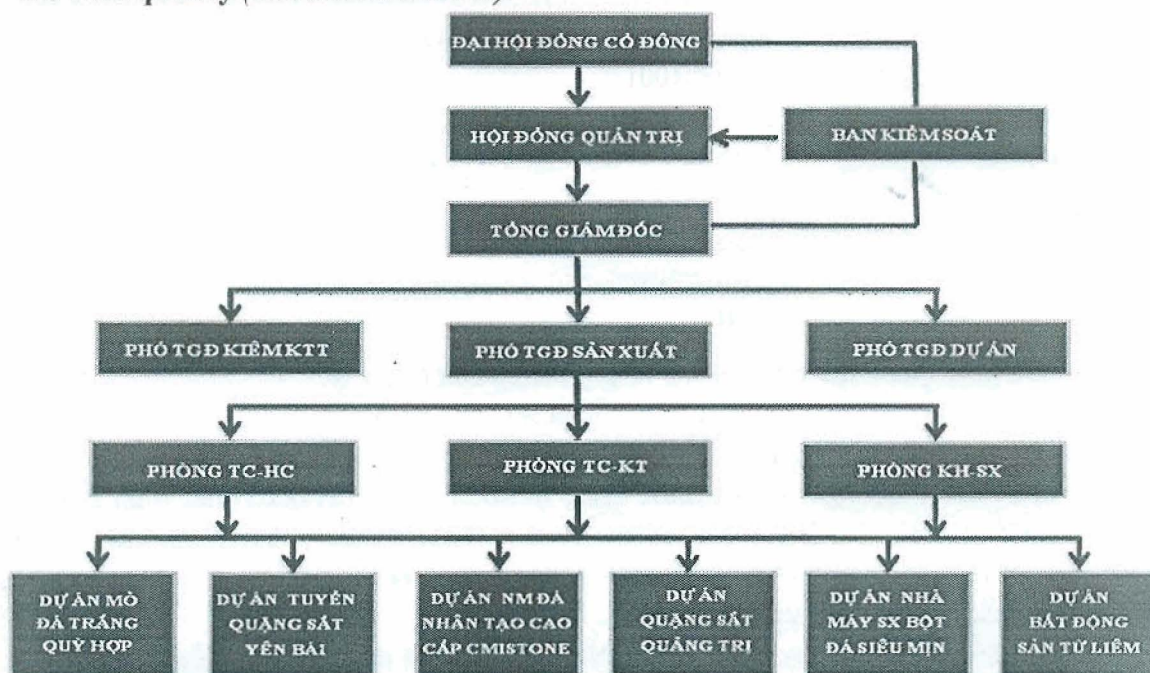 ĐẠI HỘI ĐỒNG CỔ ĐÔNG
HỘI ĐỒNG QUẢN TRỊ
BAN KIỂM SOÁT
TỔNG GIÁM ĐỐC
PHÓ TGĐ KIÊM KTT
PHÓ TGĐ SẢN XUẤT
PHÓ TGĐ DỰ ÁN
PHÒNG TC-HC
PHÒNG TC-KT
PHÒNG KH-SX
DỰ ÁN MỎ
ĐÁ TRẮNG
QUỲ HỢP
DỰ ÁN TUYỂN
QUẶNG SẮT
YÊN BÁI
DỰ ÁN NM ĐÁ
NHÂN TẠO CAO
CẤP CMISTONE
DỰ ÁN
QUẶNG SẮT
QUẢNG TRỊ
DỰ ÁN NHÀ
MÁY SX BỘT
ĐÁ SIÊU MỊN
DỰ ÁN
BẤT ĐỘNG
SẢN TỪ LIÊM